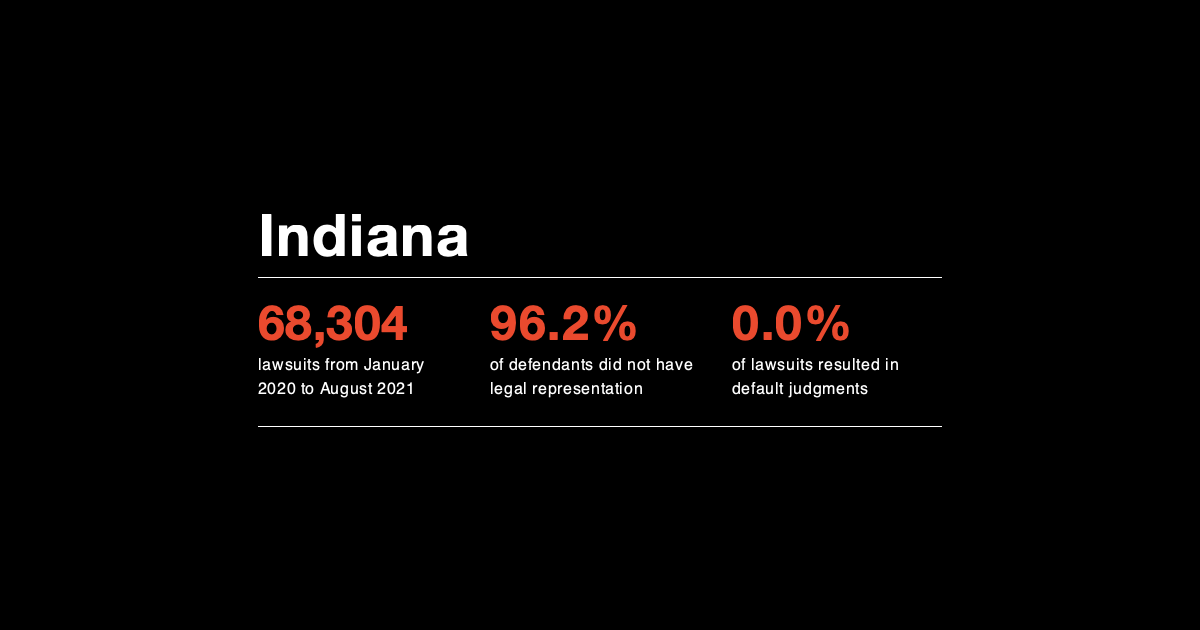 Indiana
68,304
lawsuits from January
2020 to August 2021
96.2%
of defendants did not have
legal representation
0.0%
of lawsuits resulted in
default judgments